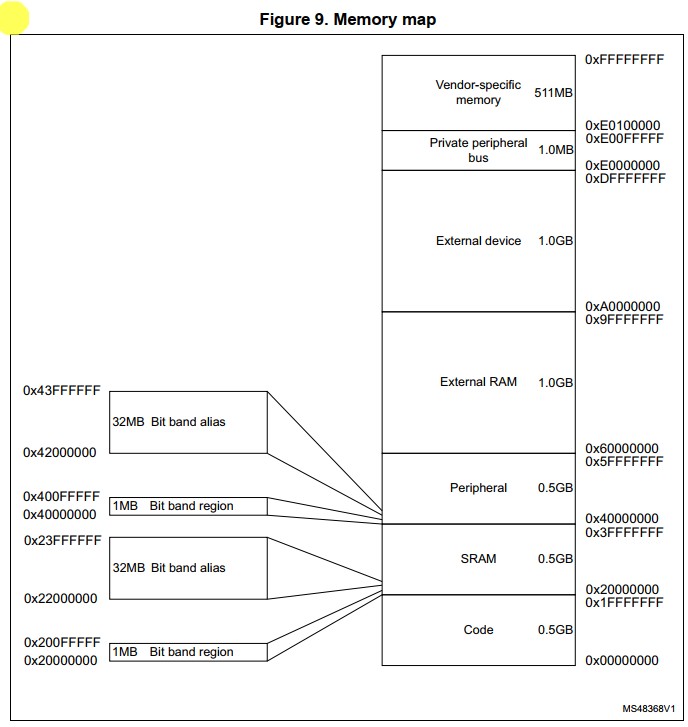 Figure 9. Memory map
0xFFFFFFFF
Vendor-specific
memory
511MB
0xE0100000
0xE00FFFFF
Private peripheral
bus
1.0MB
0xE0000000
0xDFFFFFFF
External device
1.0GB
0xA0000000
0x9FFFFFFF
External RAM
1.0GB
0x43FFFFFF
32MB Bit band alias
0x42000000
0x60000000
0x5FFFFFFF
Peripheral
0.5GB
0x400FFFFF
0x40000000
1MB Bit band region
0x40000000
0x3FFFFFFF
0x23FFFFFF
32MB Bit band alias
0x22000000
SRAM
0.5GB
0x20000000
0x1FFFFFFF
Code
0.5GB
0x200FFFFF
0x20000000
1MB Bit band region
0x00000000
MS48368V1